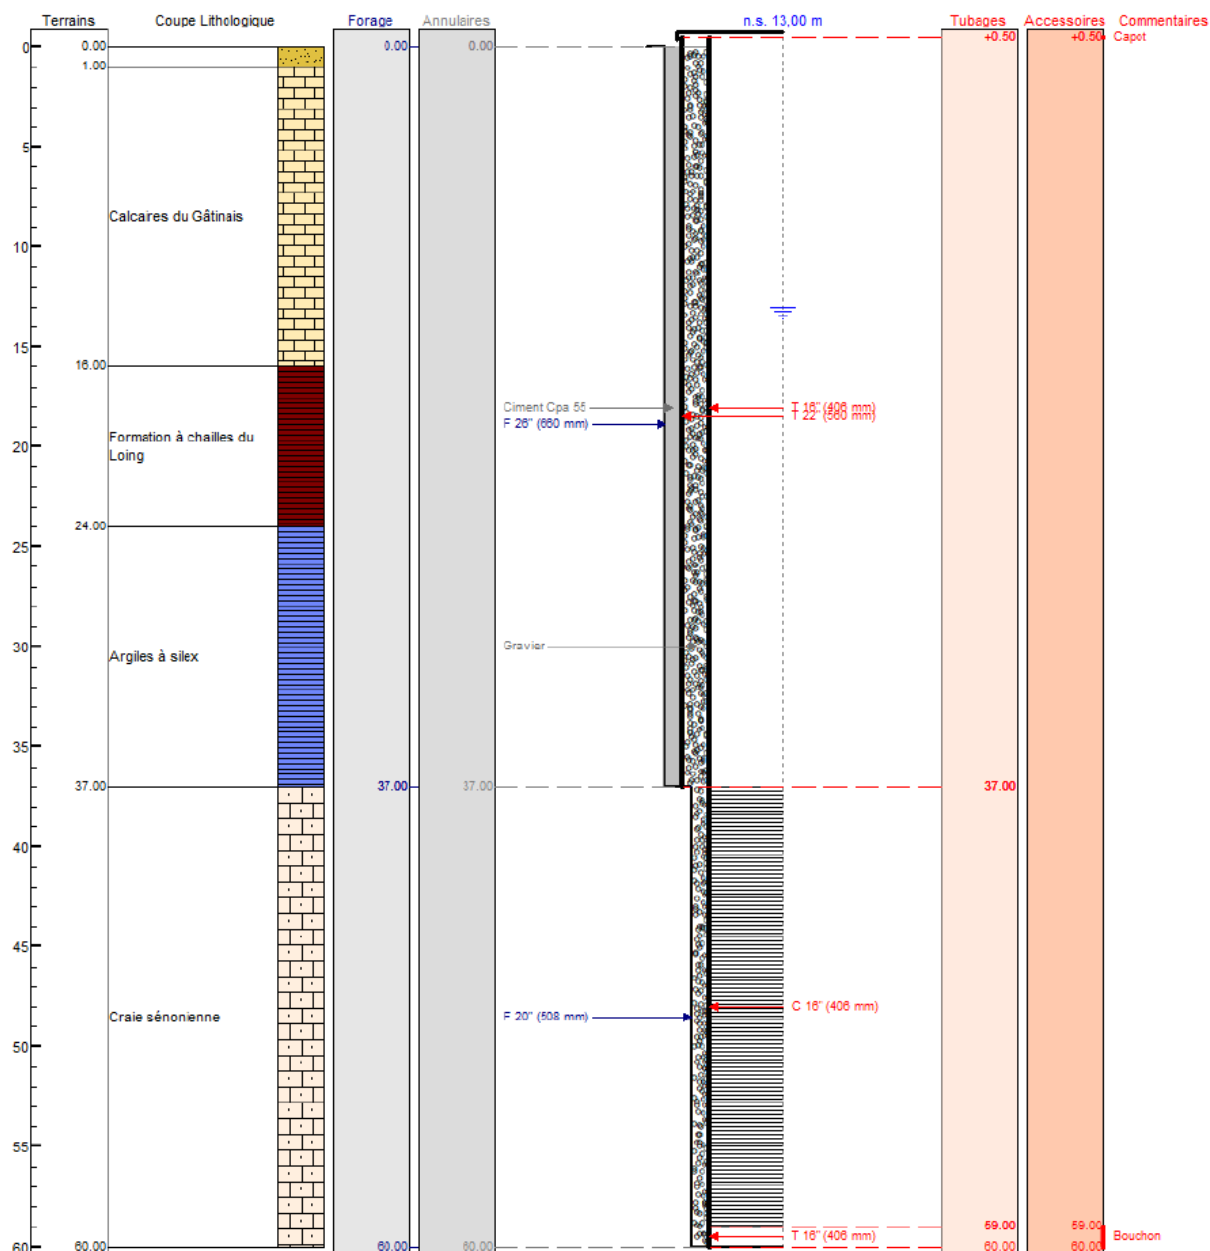 Terrains Coupe Lithologique Forage Annulaires n.s. 13,00 m Tubages Accessoires Commentaires
+0.50 +0.50 Capot
0 0.00 0.00 0.00
1.00
5
Calcaires du Gâtinais
10
15
16.00
Ciment Cpa 55 T 16" (406 mm)
T 22" (560 mm)
F 26" (660 mm)
Formation à chailles du
Loing
20
24.00
25
30 Gravier
Argiles à silex
35
37.00 37.00 37.00 37.00
40
45
C 16" (406 mm)
Craie sénonienne F 20" (508 mm)
50
55
59.00 59.00
T 16" (406 mm) Bouchon
60 60.00 60.00 60.00 60.00 60.00